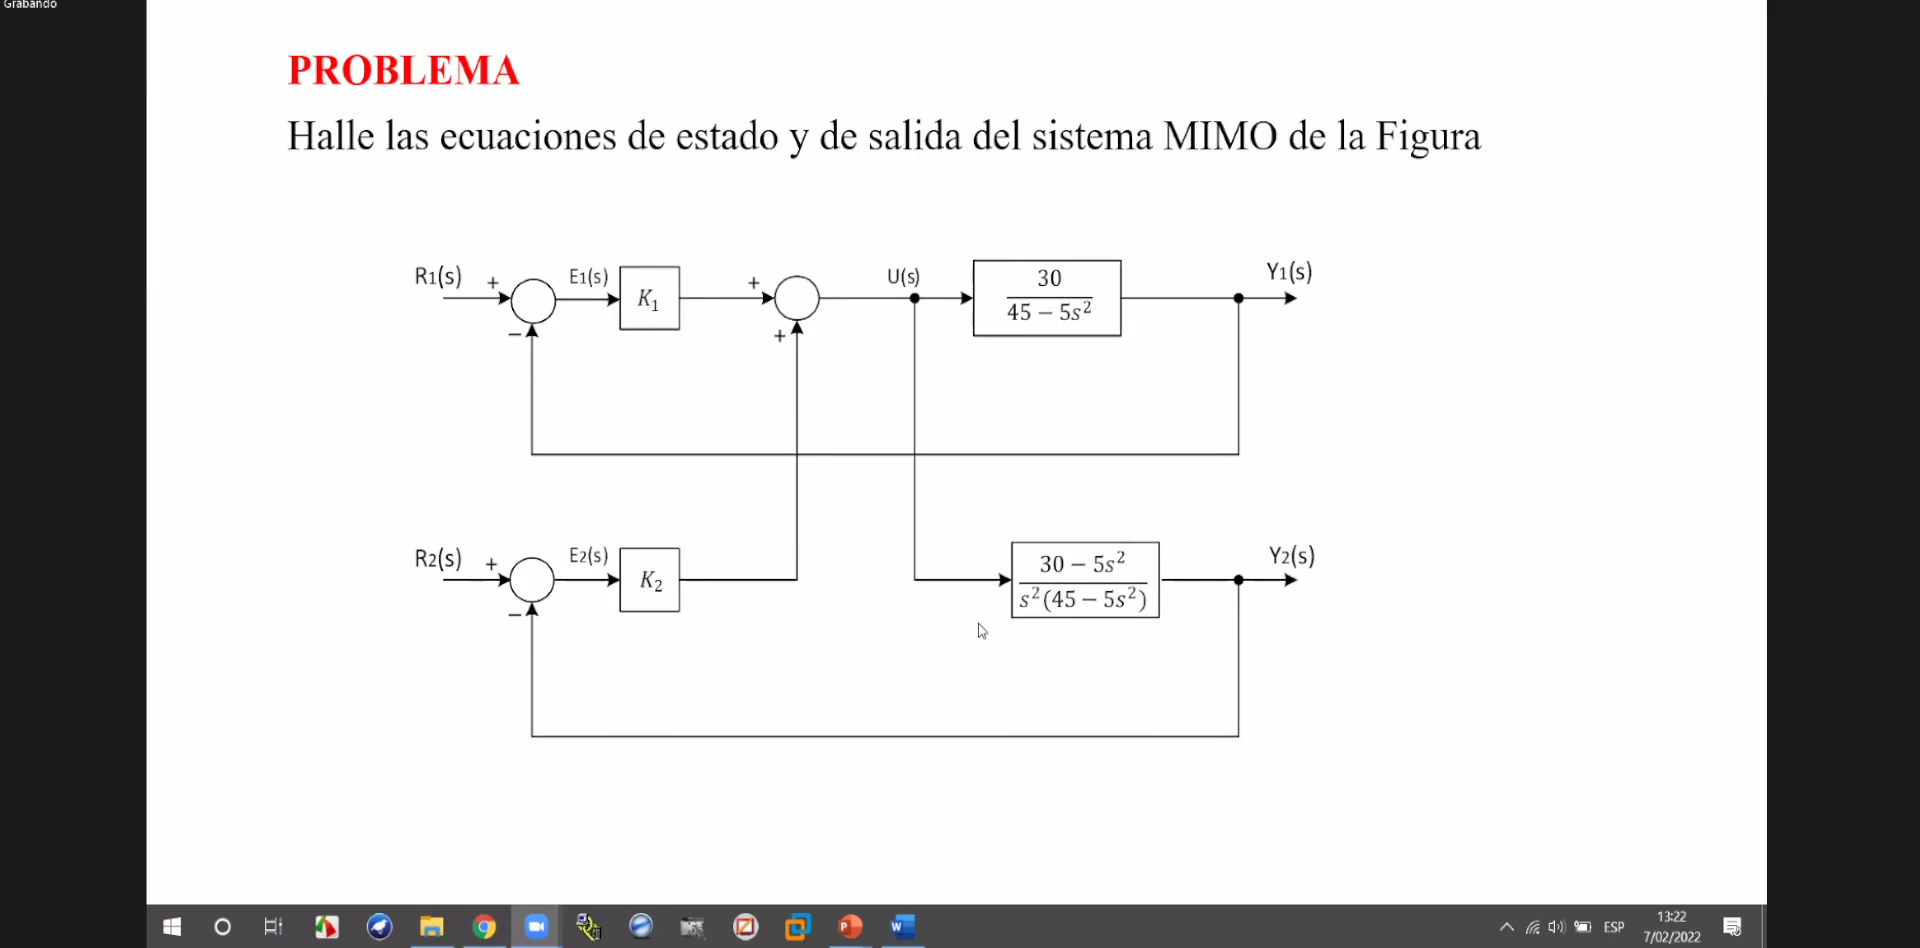 Grabando
PROBLEMA
Halle las ecuaciones de estado y de salida del sistema MIMO de la Figura
R1(s) + E1(s) K₁ + U(s) 30 Y1(s)
45 − 5s²
−
+
R2(s) + E2(s) K₂ 30 − 5s² Y2(s)
s²(45 − 5s²)
−
ESP
13:22
7/02/2022